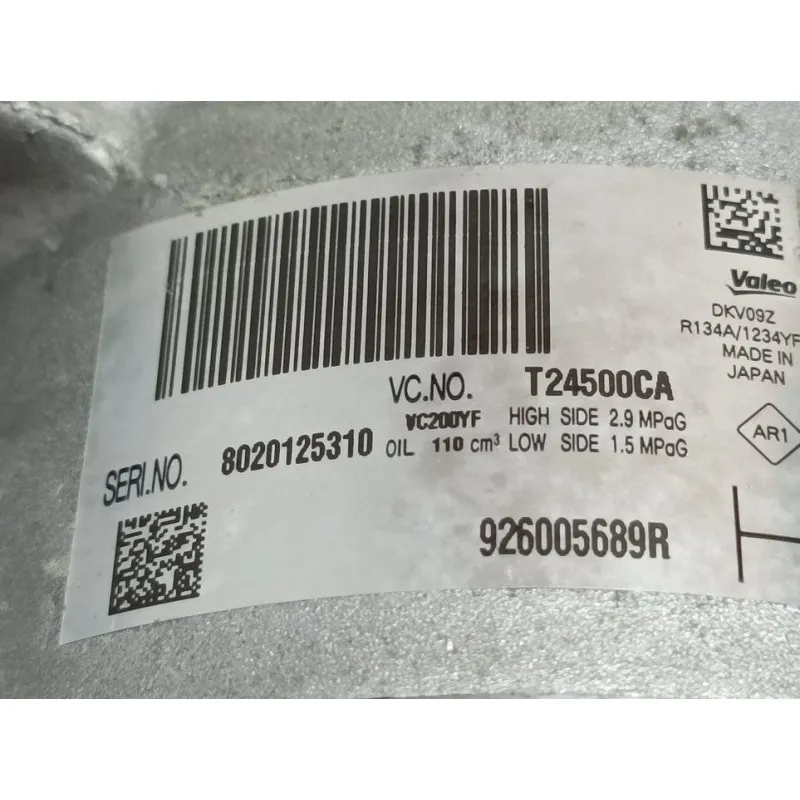 Valeo
DKV09Z
R134A/1234YF
MADE IN
JAPAN
VC.NO. T24500CA
VC200YF HIGH SIDE 2.9 MPaG
SERI.NO. 8020125310 OIL 110 cm³ LOW SIDE 1.5 MPaG
AR1
926005689R